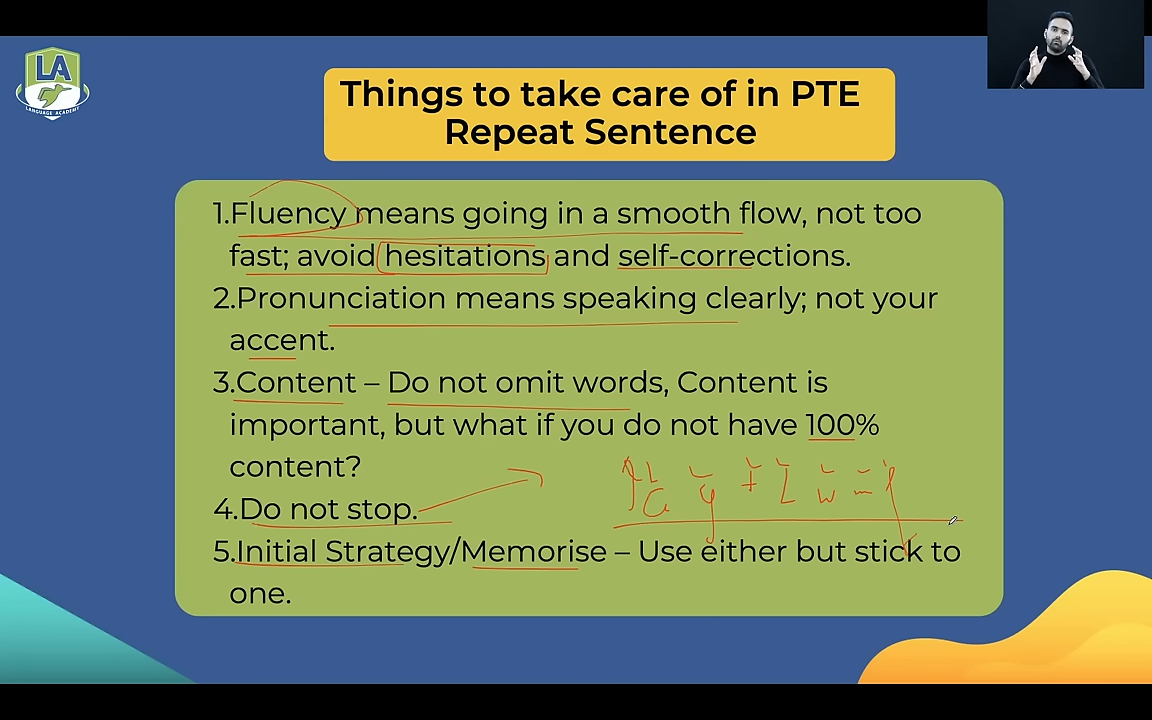 LA
LANGUAGE ACADEMY
Things to take care of in PTE
Repeat Sentence
1.Fluency means going in a smooth flow, not too
fast; avoid hesitations and self-corrections.
2.Pronunciation means speaking clearly; not your
accent.
3.Content – Do not omit words, Content is
important, but what if you do not have 100%
content?
4.Do not stop.
5.Initial Strategy/Memorise – Use either but stick to
one.